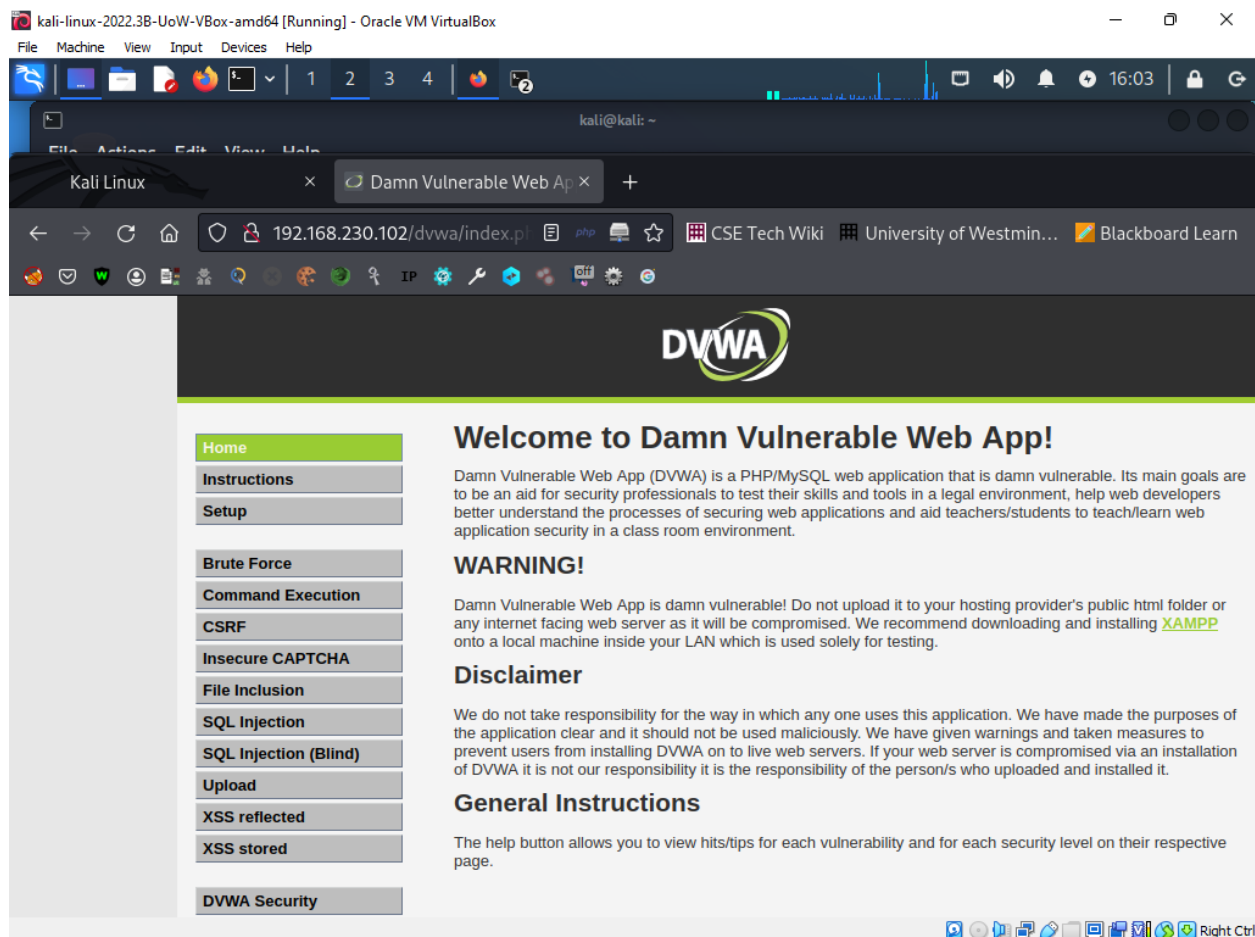 kali-linux-2022.3B-UoW-VBox-amd64 [Running] - Oracle VM VirtualBox
File Machine View Input Devices Help
1 2 3 4 2 16:03
kali@kali: ~
File Actions Edit View Help
Kali Linux
Damn Vulnerable Web Ap
192.168.230.102/dvwa/index.p
php
CSE Tech Wiki
University of Westmin...
Blackboard Learn
IP
off
DVWA
Home
Instructions
Setup
Brute Force
Command Execution
CSRF
Insecure CAPTCHA
File Inclusion
SQL Injection
SQL Injection (Blind)
Upload
XSS reflected
XSS stored
DVWA Security
Welcome to Damn Vulnerable Web App!
Damn Vulnerable Web App (DVWA) is a PHP/MySQL web application that is damn vulnerable. Its main goals are
to be an aid for security professionals to test their skills and tools in a legal environment, help web developers
better understand the processes of securing web applications and aid teachers/students to teach/learn web
application security in a class room environment.
WARNING!
Damn Vulnerable Web App is damn vulnerable! Do not upload it to your hosting provider's public html folder or
any internet facing web server as it will be compromised. We recommend downloading and installing XAMPP
onto a local machine inside your LAN which is used solely for testing.
Disclaimer
We do not take responsibility for the way in which any one uses this application. We have made the purposes of
the application clear and it should not be used maliciously. We have given warnings and taken measures to
prevent users from installing DVWA on to live web servers. If your web server is compromised via an installation
of DVWA it is not our responsibility it is the responsibility of the person/s who uploaded and installed it.
General Instructions
The help button allows you to view hits/tips for each vulnerability and for each security level on their respective
page.
Right Ctrl